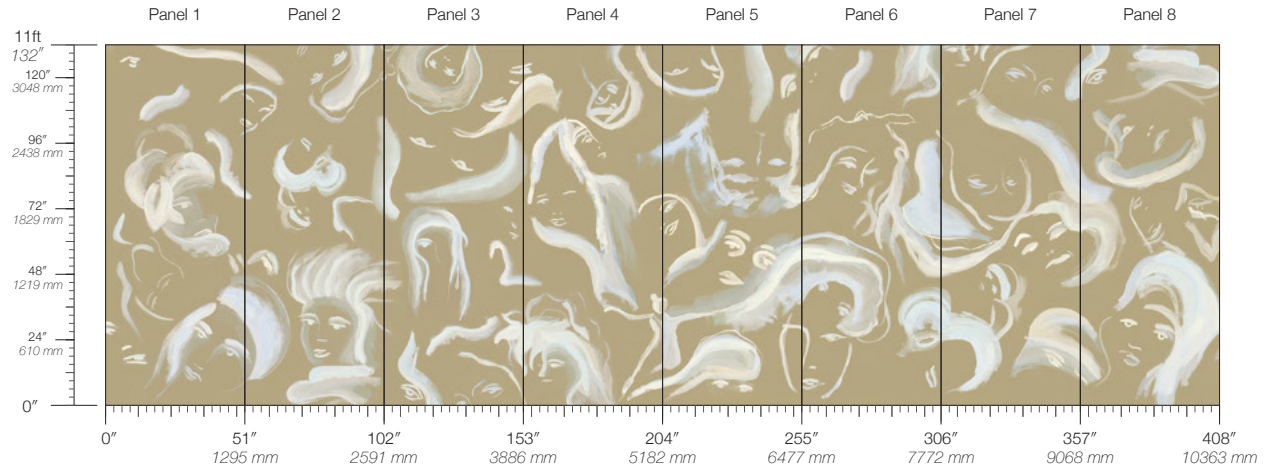 Panel 1 Panel 2 Panel 3 Panel 4 Panel 5 Panel 6 Panel 7 Panel 8
11ft
132″
120″
3048 mm
96″
2438 mm
72″
1829 mm
48″
1219 mm
24″
610 mm
0″
0″ 51″ 102″ 153″ 204″ 255″ 306″ 357″ 408″
1295 mm 2591 mm 3886 mm 5182 mm 6477 mm 7772 mm 9068 mm 10363 mm